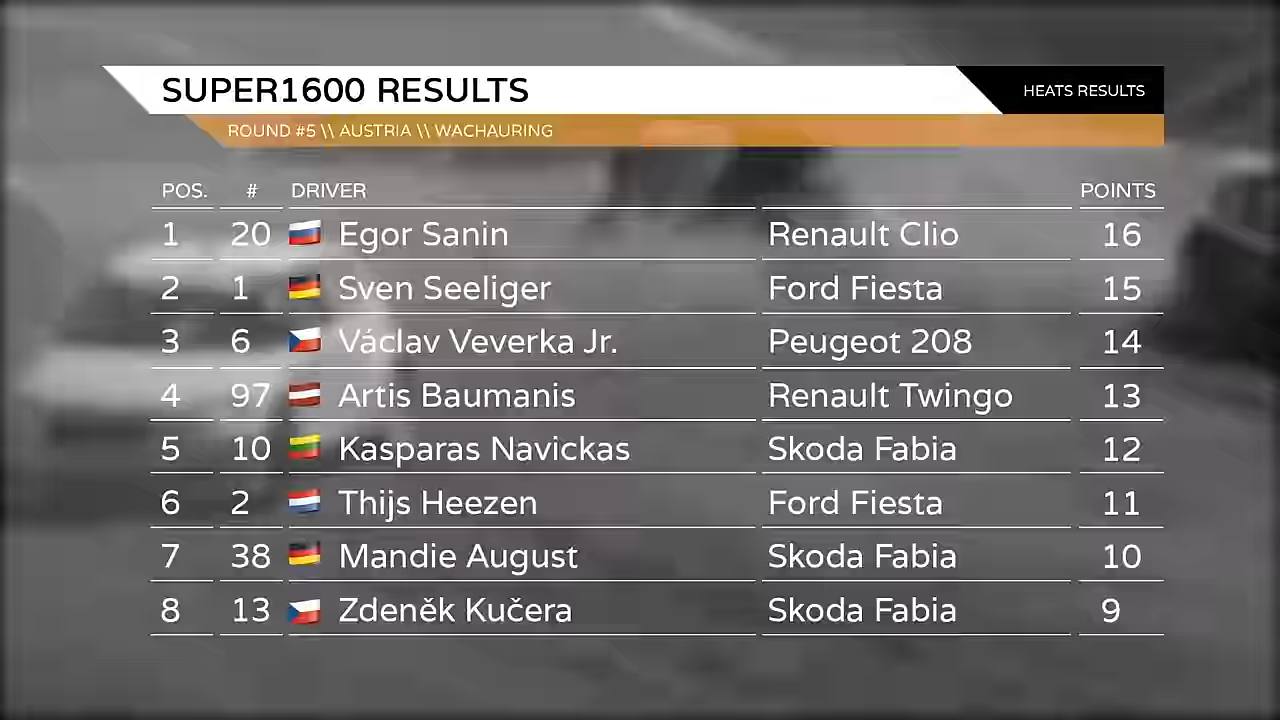 SUPER1600 RESULTS
HEATS RESULTS
ROUND #5 \\ AUSTRIA \\ WACHAURING
POS. # DRIVER POINTS
1 20 Egor Sanin Renault Clio 16
2 1 Sven Seeliger Ford Fiesta 15
3 6 Václav Veverka Jr. Peugeot 208 14
4 97 Artis Baumanis Renault Twingo 13
5 10 Kasparas Navickas Skoda Fabia 12
6 2 Thijs Heezen Ford Fiesta 11
7 38 Mandie August Skoda Fabia 10
8 13 Zdeněk Kučera Skoda Fabia 9